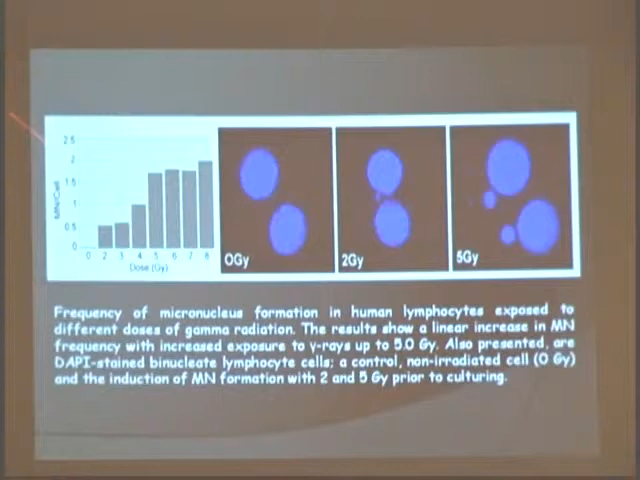 2.5
2
1.5
1
0.5
0
MN/Cell
0 2 3 4 5 6 7 8
Dose (Gy)
0Gy
2Gy
5Gy
Frequency of micronucleus formation in human lymphocytes exposed to
different doses of gamma radiation. The results show a linear increase in MN
frequency with increased exposure to γ-rays up to 5.0 Gy. Also presented, are
DAPI-stained binucleate lymphocyte cells; a control, non-irradiated cell (0 Gy)
and the induction of MN formation with 2 and 5 Gy prior to culturing.